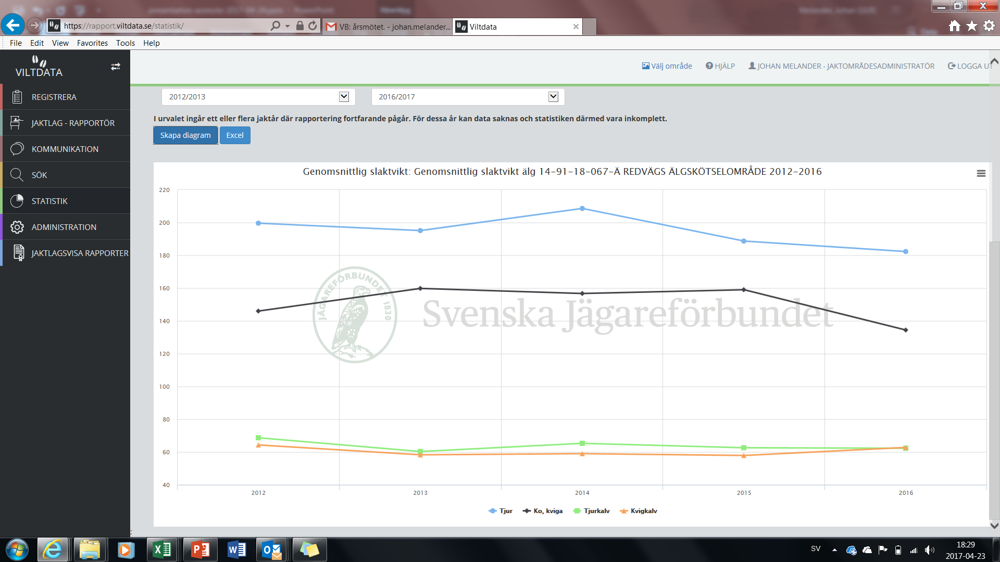 https://rapport.viltdata.se/statistik/
VB: årsmötet. - johan.melander...
Viltdata
File Edit View Favorites Tools Help
VILTDATA
Välj område HJÄLP JOHAN MELANDER - JAKTOMRÅDESADMINISTRATÖR LOGGA UT
REGISTRERA
JAKTLAG - RAPPORTÖR
KOMMUNIKATION
SÖK
STATISTIK
ADMINISTRATION
JAKTLAGSVISA RAPPORTER
2012/2013 2016/2017
I urvalet ingår ett eller flera jaktår där rapportering fortfarande pågår. För dessa år kan data saknas och statistiken därmed vara inkomplett.
Skapa diagram Excel
Genomsnittlig slaktvikt: Genomsnittlig slaktvikt älg 14-91-18-067-Ä REDVÄGS ÄLGSKÖTSELOMRÅDE 2012-2016
220
200
180
160
140
120
100
80
60
40
JÄGAREFÖRBUNDET 1830
Svenska Jägareförbundet
2012 2013 2014 2015 2016
Tjur Ko, kviga Tjurkalv Kvigkalv
;
SV
18:29
2017-04-23